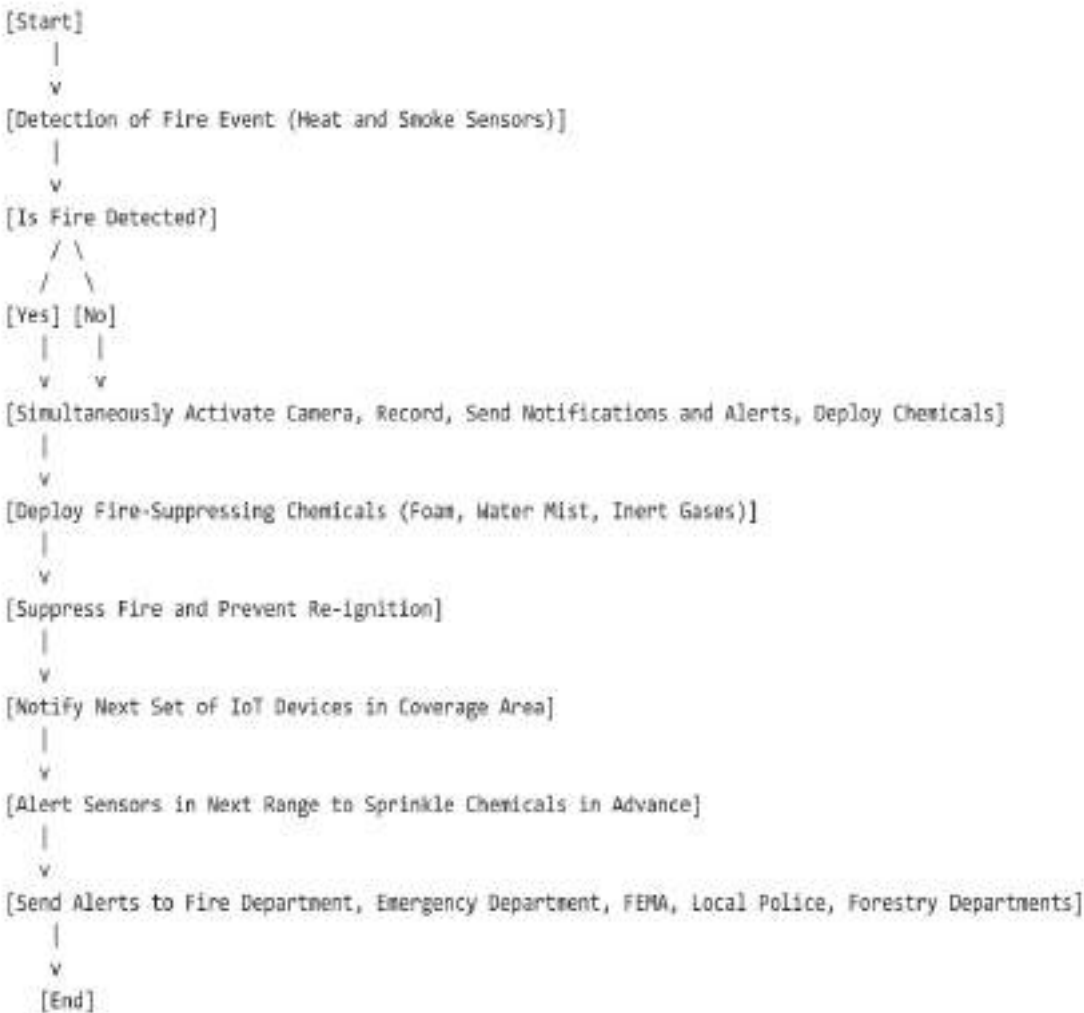 [Start]
|
v
[Detection of Fire Event (Heat and Smoke Sensors)]
|
v
[Is Fire Detected?]
/ \
/ \
[Yes] [No]
| |
v v
[Simultaneously Activate Camera, Record, Send Notifications and Alerts, Deploy Chemicals]
|
v
[Deploy Fire-Suppressing Chemicals (Foam, Water Mist, Inert Gases)]
|
v
[Suppress Fire and Prevent Re-ignition]
|
v
[Notify Next Set of IoT Devices in Coverage Area]
|
v
[Alert Sensors in Next Range to Sprinkle Chemicals in Advance]
|
v
[Send Alerts to Fire Department, Emergency Department, FEMA, Local Police, Forestry Departments]
|
v
[End]